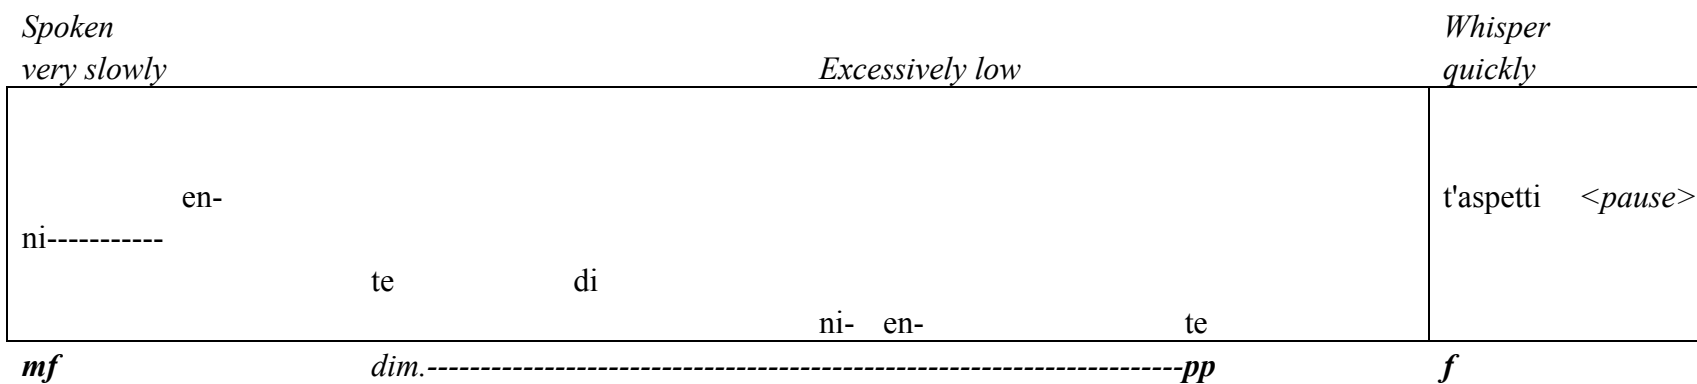 Spoken Whisper
very slowly Excessively low quickly
en- t'aspetti <pause>
ni-----------
te di
ni- en- te
mf dim.-----------------------------------------------------------------------pp f